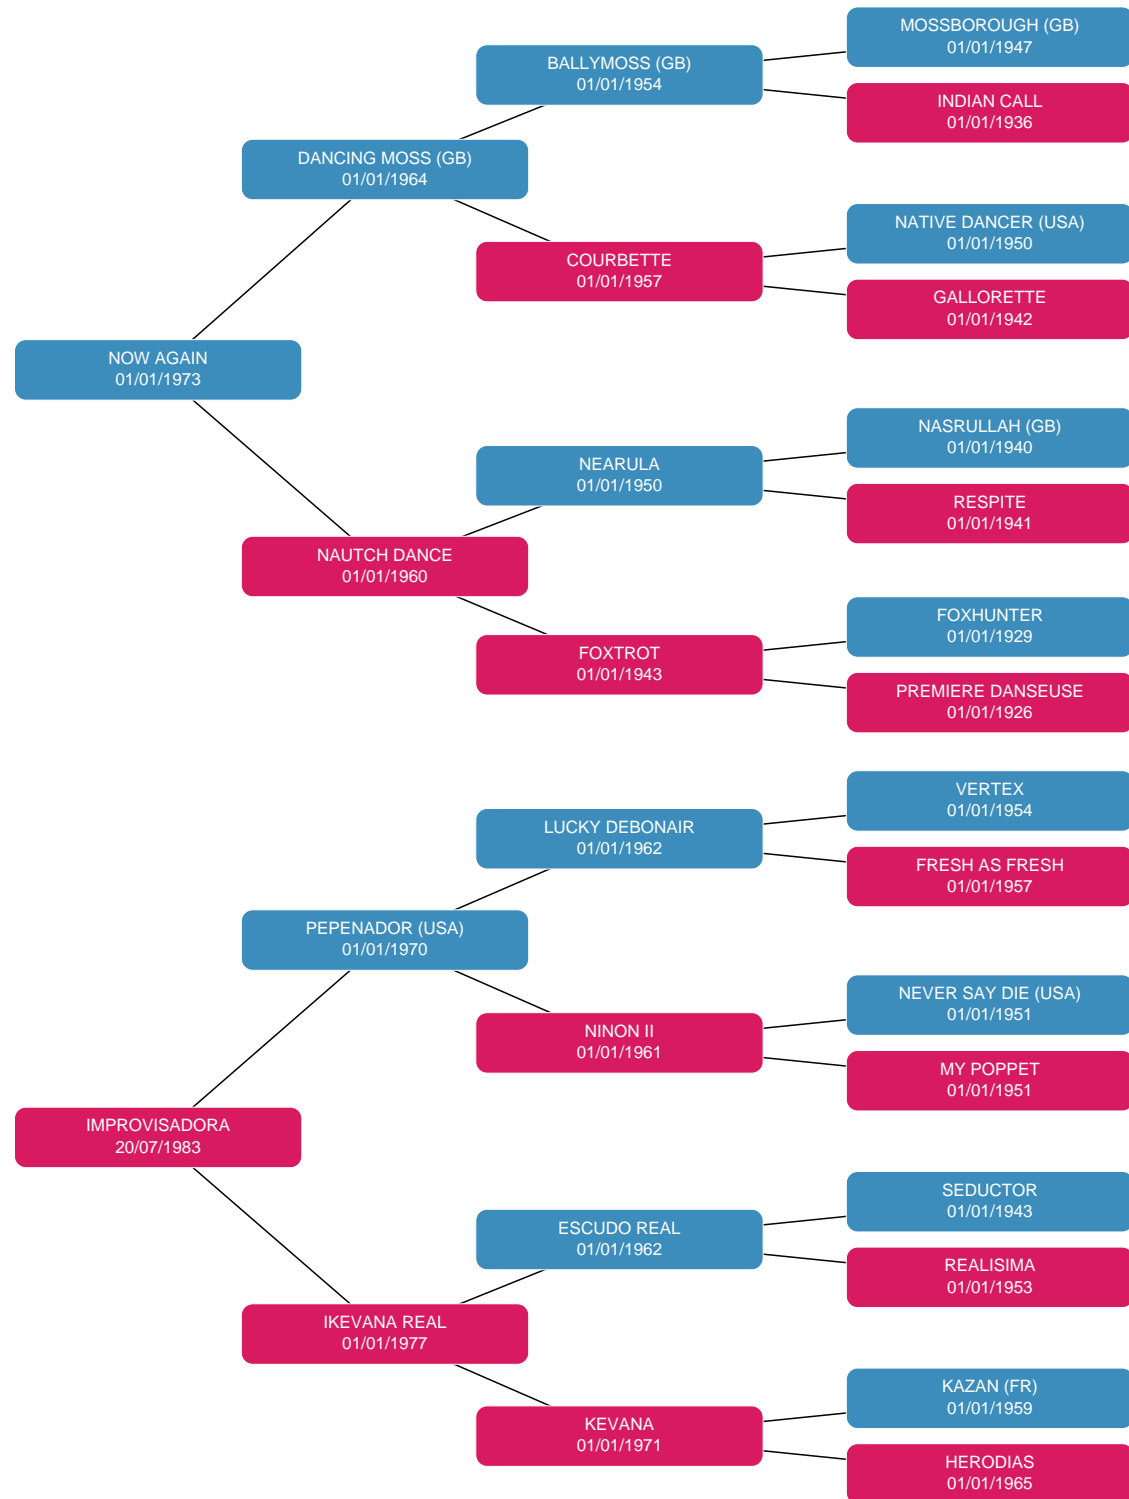 MOSSBOROUGH (GB)
01/01/1947
BALLYMOSS (GB)
01/01/1954
INDIAN CALL
01/01/1936
DANCING MOSS (GB)
01/01/1964
NATIVE DANCER (USA)
01/01/1950
COURBETTE
01/01/1957
GALLORETTE
01/01/1942
NOW AGAIN
01/01/1973
NASRULLAH (GB)
01/01/1940
NEARULA
01/01/1950
RESPITE
01/01/1941
NAUTCH DANCE
01/01/1960
FOXHUNTER
01/01/1929
FOXTROT
01/01/1943
PREMIERE DANSEUSE
01/01/1926
VERTEX
01/01/1954
LUCKY DEBONAIR
01/01/1962
FRESH AS FRESH
01/01/1957
PEPENADOR (USA)
01/01/1970
NEVER SAY DIE (USA)
01/01/1951
NINON II
01/01/1961
MY POPPET
01/01/1951
IMPROVISADORA
20/07/1983
SEDUCTOR
01/01/1943
ESCUDO REAL
01/01/1962
REALISIMA
01/01/1953
IKEVANA REAL
01/01/1977
KAZAN (FR)
01/01/1959
KEVANA
01/01/1971
HERODIAS
01/01/1965